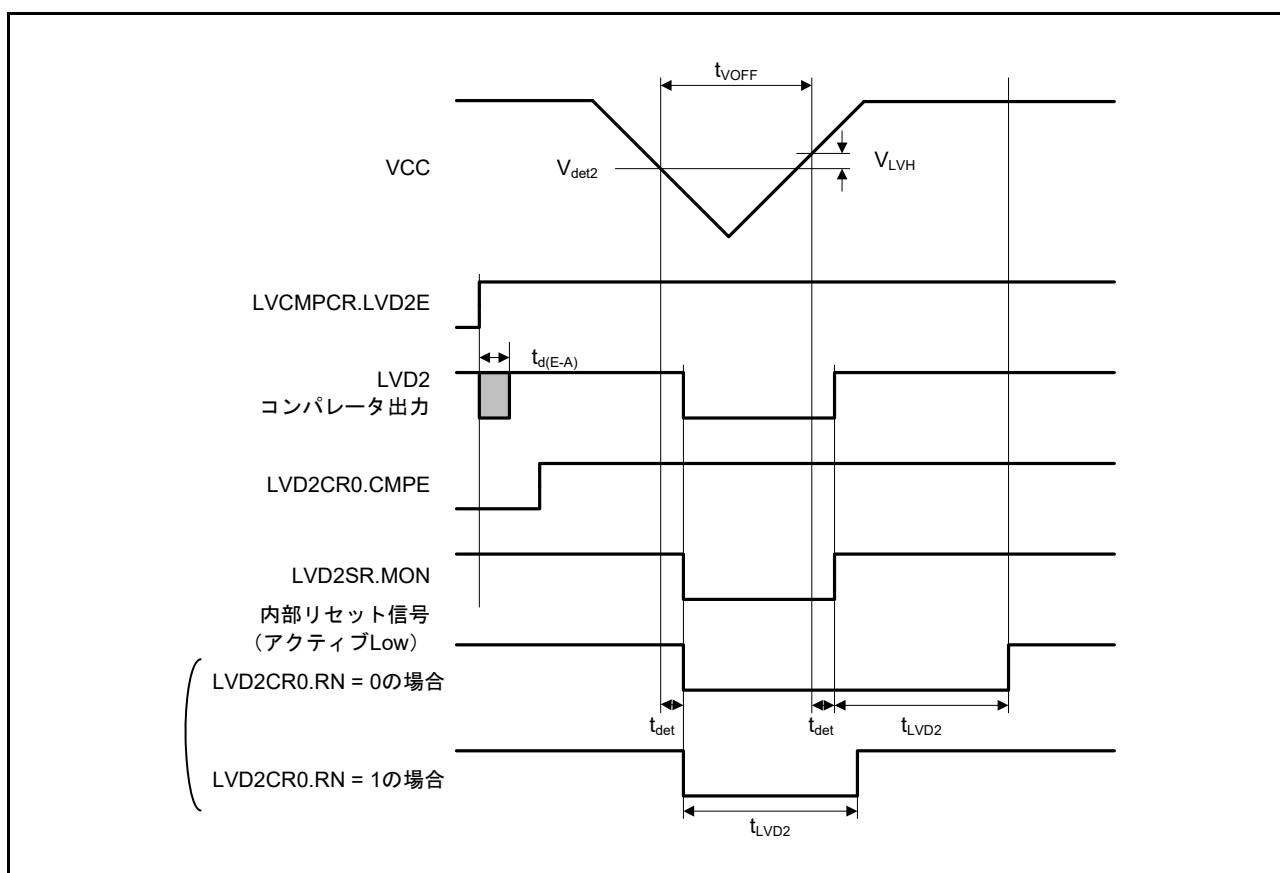 tVOFF
VCC
Vdet2
VLVH
LVCMPCR.LVD2E
td(E-A)
LVD2
コンパレータ出力
LVD2CR0.CMPE
LVD2SR.MON
内部リセット信号
（アクティブLow）
LVD2CR0.RN = 0の場合
tdet
tdet
tLVD2
LVD2CR0.RN = 1の場合
tLVD2